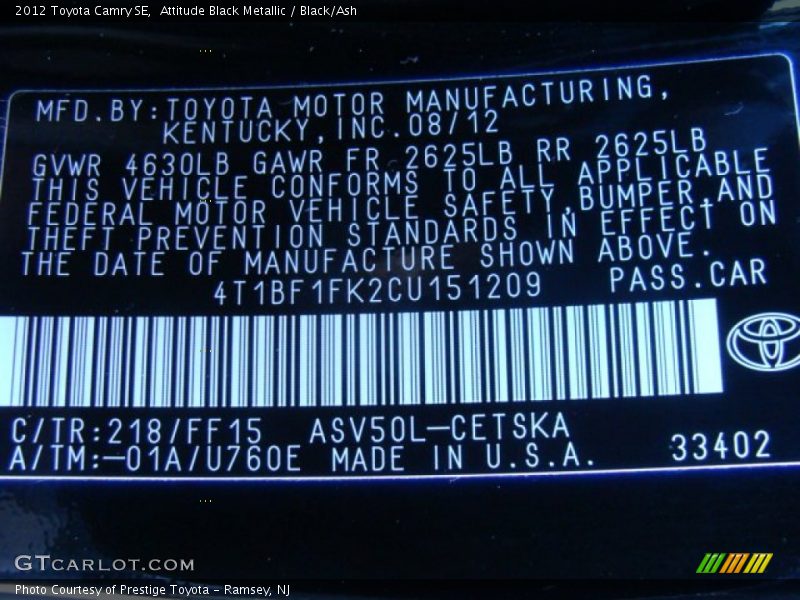 2012 Toyota Camry SE,  Attitude Black Metallic / Black/Ash
MFD.BY:TOYOTA MOTOR MANUFACTURING,
KENTUCKY,INC.08/12
GVWR 4630LB GAWR FR 2625LB RR 2625LB
THIS VEHICLE CONFORMS TO ALL APPLICABLE
FEDERAL MOTOR VEHICLE SAFETY,BUMPER,AND
THEFT PREVENTION STANDARDS IN EFFECT ON
THE DATE OF MANUFACTURE SHOWN ABOVE.
4T1BF1FK2CU151209 PASS.CAR
C/TR:218/FF15 ASV50L-CETSKA
A/TM:-01A/U760E MADE IN U.S.A. 33402
GTCARLOT.COM
Photo Courtesy of Prestige Toyota - Ramsey, NJ